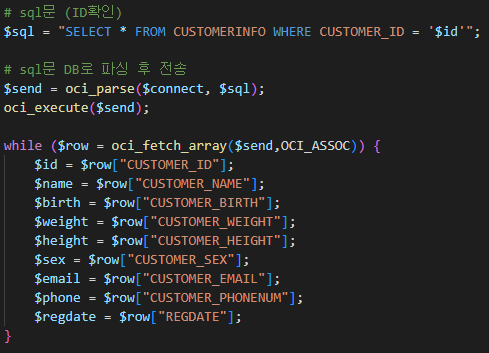 # sql문 (ID확인)
$sql = "SELECT * FROM CUSTOMERINFO WHERE CUSTOMER_ID = '$id'";
# sql문 DB로 파싱 후 전송
$send = oci_parse($connect, $sql);
oci_execute($send);
while ($row = oci_fetch_array($send,OCI_ASSOC)) {
$id = $row["CUSTOMER_ID"];
$name = $row["CUSTOMER_NAME"];
$birth = $row["CUSTOMER_BIRTH"];
$weight = $row["CUSTOMER_WEIGHT"];
$height = $row["CUSTOMER_HEIGHT"];
$sex = $row["CUSTOMER_SEX"];
$email = $row["CUSTOMER_EMAIL"];
$phone = $row["CUSTOMER_PHONENUM"];
$regdate = $row["REGDATE"];
}